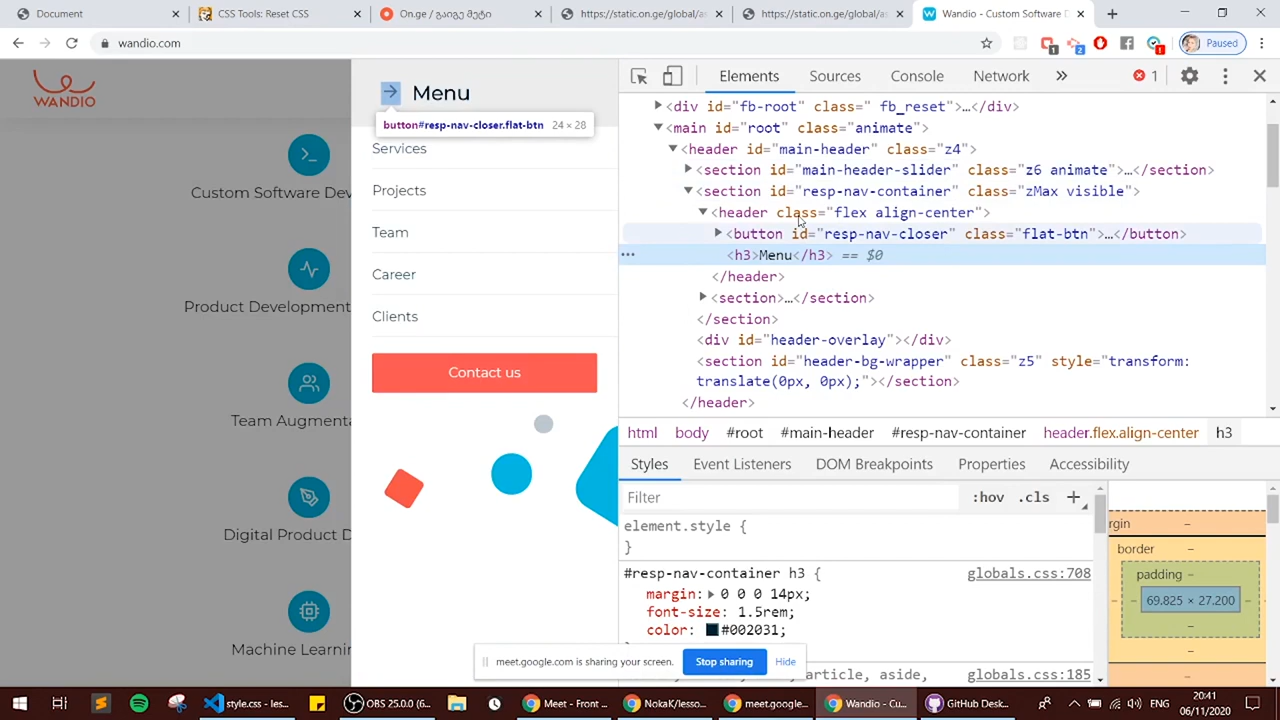 Document
CSS Tools: Reset CSS
On.ge / გაიგე მეტი
https://static.on.ge/global/as
https://static.on.ge/global/as
Wandio - Custom Software D
wandio.com
Paused
WANDIO
Menu
button#resp-nav-closer.flat-btn 24 × 28
Services
Projects
Team
Career
Clients
Contact us
Custom Software Dev
Product Development
Team Augmenta
Digital Product D
Machine Learnin
Elements Sources Console Network 1
<div id="fb-root" class=" fb_reset">…</div>
<main id="root" class="animate">
<header id="main-header" class="z4">
<section id="main-header-slider" class="z6 animate">…</section>
<section id="resp-nav-container" class="zMax visible">
<header class="flex align-center">
<button id="resp-nav-closer" class="flat-btn">…</button>
<h3>Menu</h3> == $0
</header>
<section>…</section>
</section>
<div id="header-overlay"></div>
<section id="header-bg-wrapper" class="z5" style="transform:
translate(0px, 0px);"></section>
</header>
html body #root #main-header #resp-nav-container header.flex.align-center h3
Styles Event Listeners DOM Breakpoints Properties Accessibility
Filter :hov .cls +
element.style {
}
#resp-nav-container h3 { globals.css:708
margin: 0 0 0 14px;
font-size: 1.5rem;
color: #002031;
article, aside, globals.css:185
rgin –
border –
padding –
69.825 × 27.200
meet.google.com is sharing your screen. Stop sharing Hide
style.css - les
OBS 25.0.0 (6
Meet - Front
NokaK/lesso
meet.google.
Wandio - Cu
GitHub Desk
ENG
20:41
06/11/2020